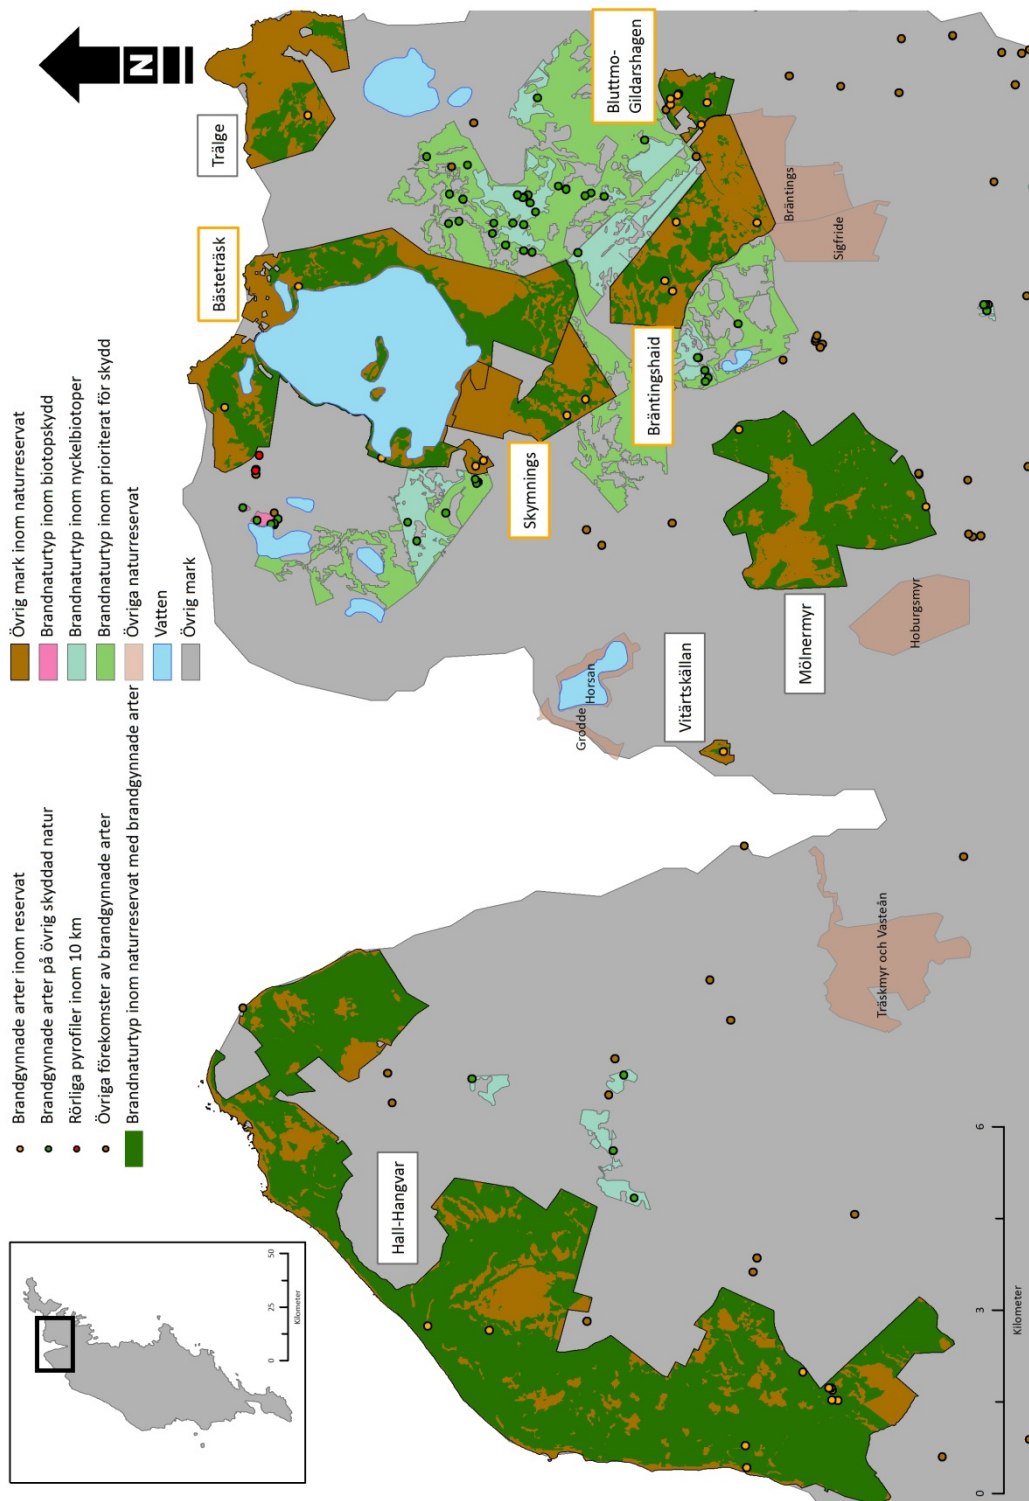 Brandgynnade arter inom reservat
Brandgynnade arter på övrig skyddad natur
Rörliga pyrofiler inom 10 km
Övriga förekomster av brandgynnade arter
Brandnaturtyp inom naturreservat med brandgynnade arter
Övrig mark inom naturreservat
Brandnaturtyp inom biotopskydd
Brandnaturtyp inom nyckelbiotoper
Brandnaturtyp inom prioriterat för skydd
Övriga naturreservat
Vatten
Övrig mark
N
0
25
50
Kilometer
Trälge
Bästeträsk
Bluttmo-
Gildarshagen
Hall-Hangvar
Skymnings
Bräntingshaid
Bräntings
Sigfride
Grodde
Horsan
Vitärtskällan
Mölnermyr
Hoburgsmyr
Träskmyr och Vasteån
0
3
6
Kilometer